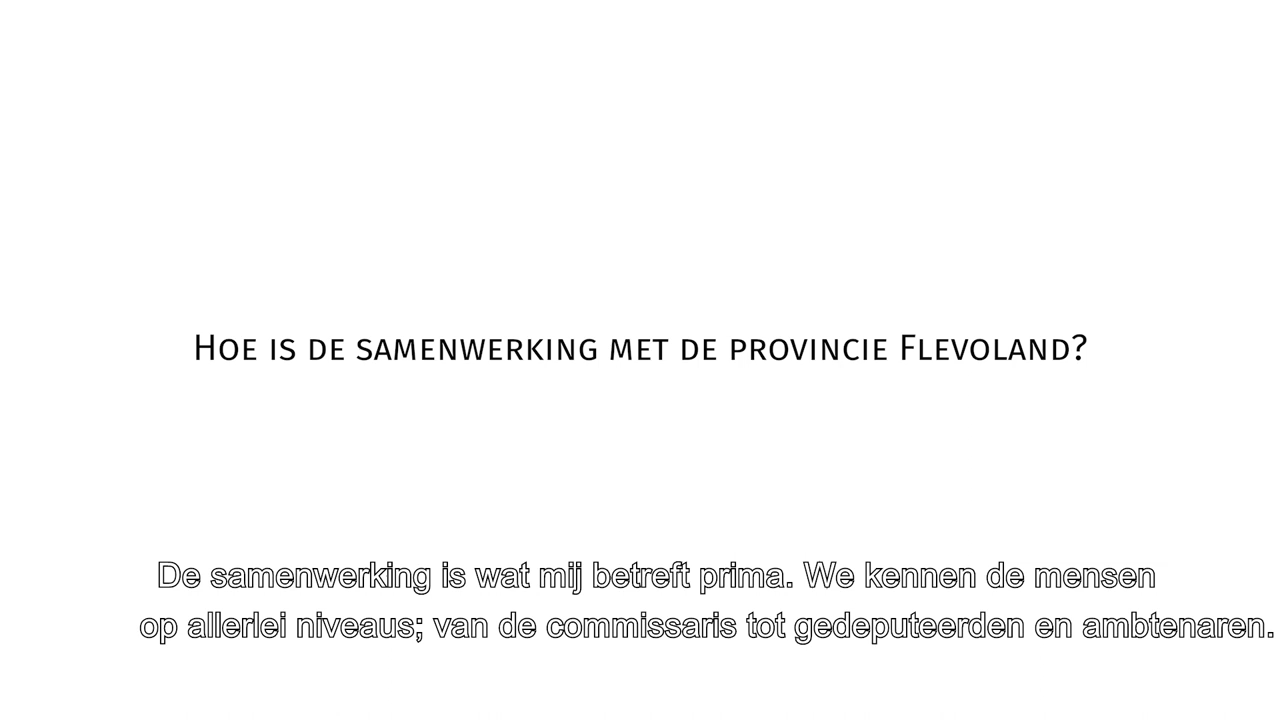 Hoe is de samenwerking met de provincie Flevoland?
De samenwerking is wat mij betreft prima. We kennen de mensen
op allerlei niveaus; van de commissaris tot gedeputeerden en ambtenaren.